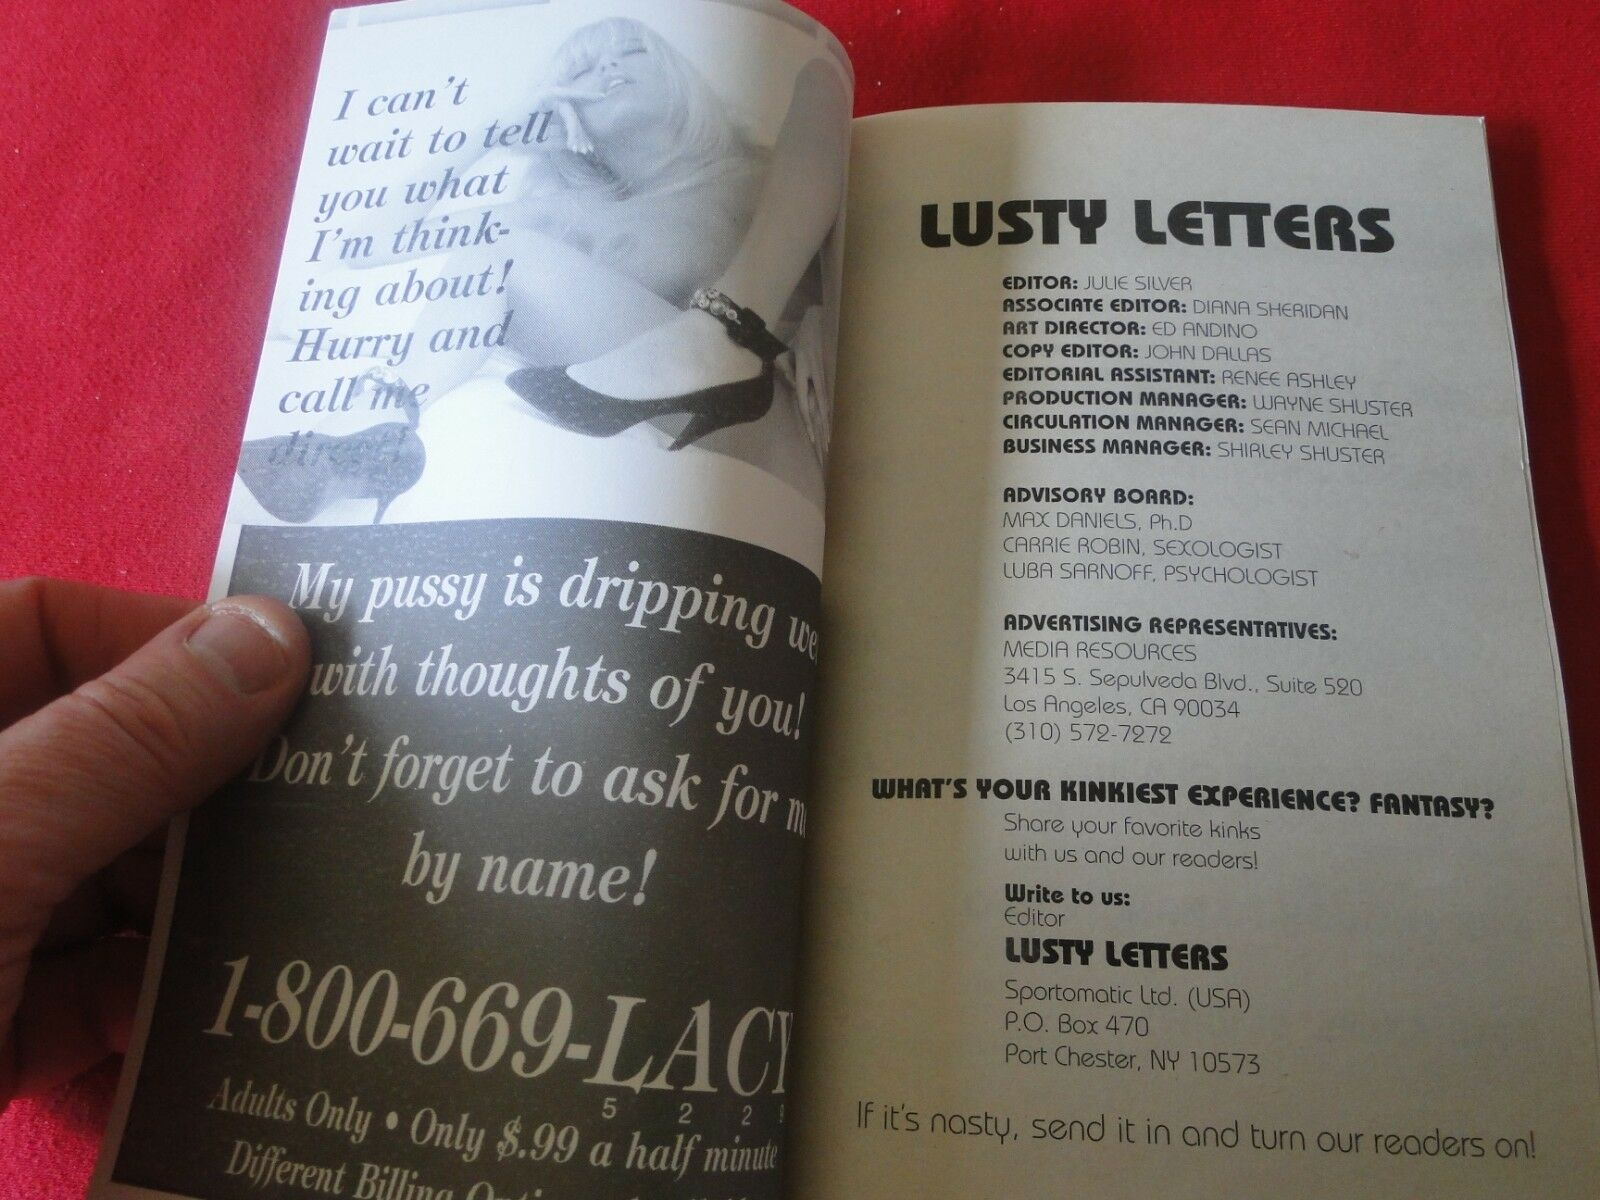 I can't
wait to tell
you what
I'm think-
ing about!
Hurry and
call me
direct!
My pussy is dripping
with thoughts of you!
Don't forget to ask for
by name!
1-800-669-LACY
5 2 2 9
Adults Only • Only $.99 a half minute
Different Billing
LUSTY LETTERS
EDITOR: JULIE SILVER
ASSOCIATE EDITOR: DIANA SHERIDAN
ART DIRECTOR: ED ANDINO
COPY EDITOR: JOHN DALLAS
EDITORIAL ASSISTANT: RENEE ASHLEY
PRODUCTION MANAGER: WAYNE SHUSTER
CIRCULATION MANAGER: SEAN MICHAEL
BUSINESS MANAGER: SHIRLEY SHUSTER
ADVISORY BOARD:
MAX DANIELS, Ph.D
CARRIE ROBIN, SEXOLOGIST
LUBA SARNOFF, PSYCHOLOGIST
ADVERTISING REPRESENTATIVES:
MEDIA RESOURCES
3415 S. Sepulveda Blvd., Suite 520
Los Angeles, CA 90034
(310) 572-7272
WHAT'S YOUR KINKIEST EXPERIENCE? FANTASY?
Share your favorite kinks
with us and our readers!
Write to us:
Editor
LUSTY LETTERS
Sportomatic Ltd. (USA)
P.O. Box 470
Port Chester, NY 10573
If it's nasty, send it in and turn our readers on!